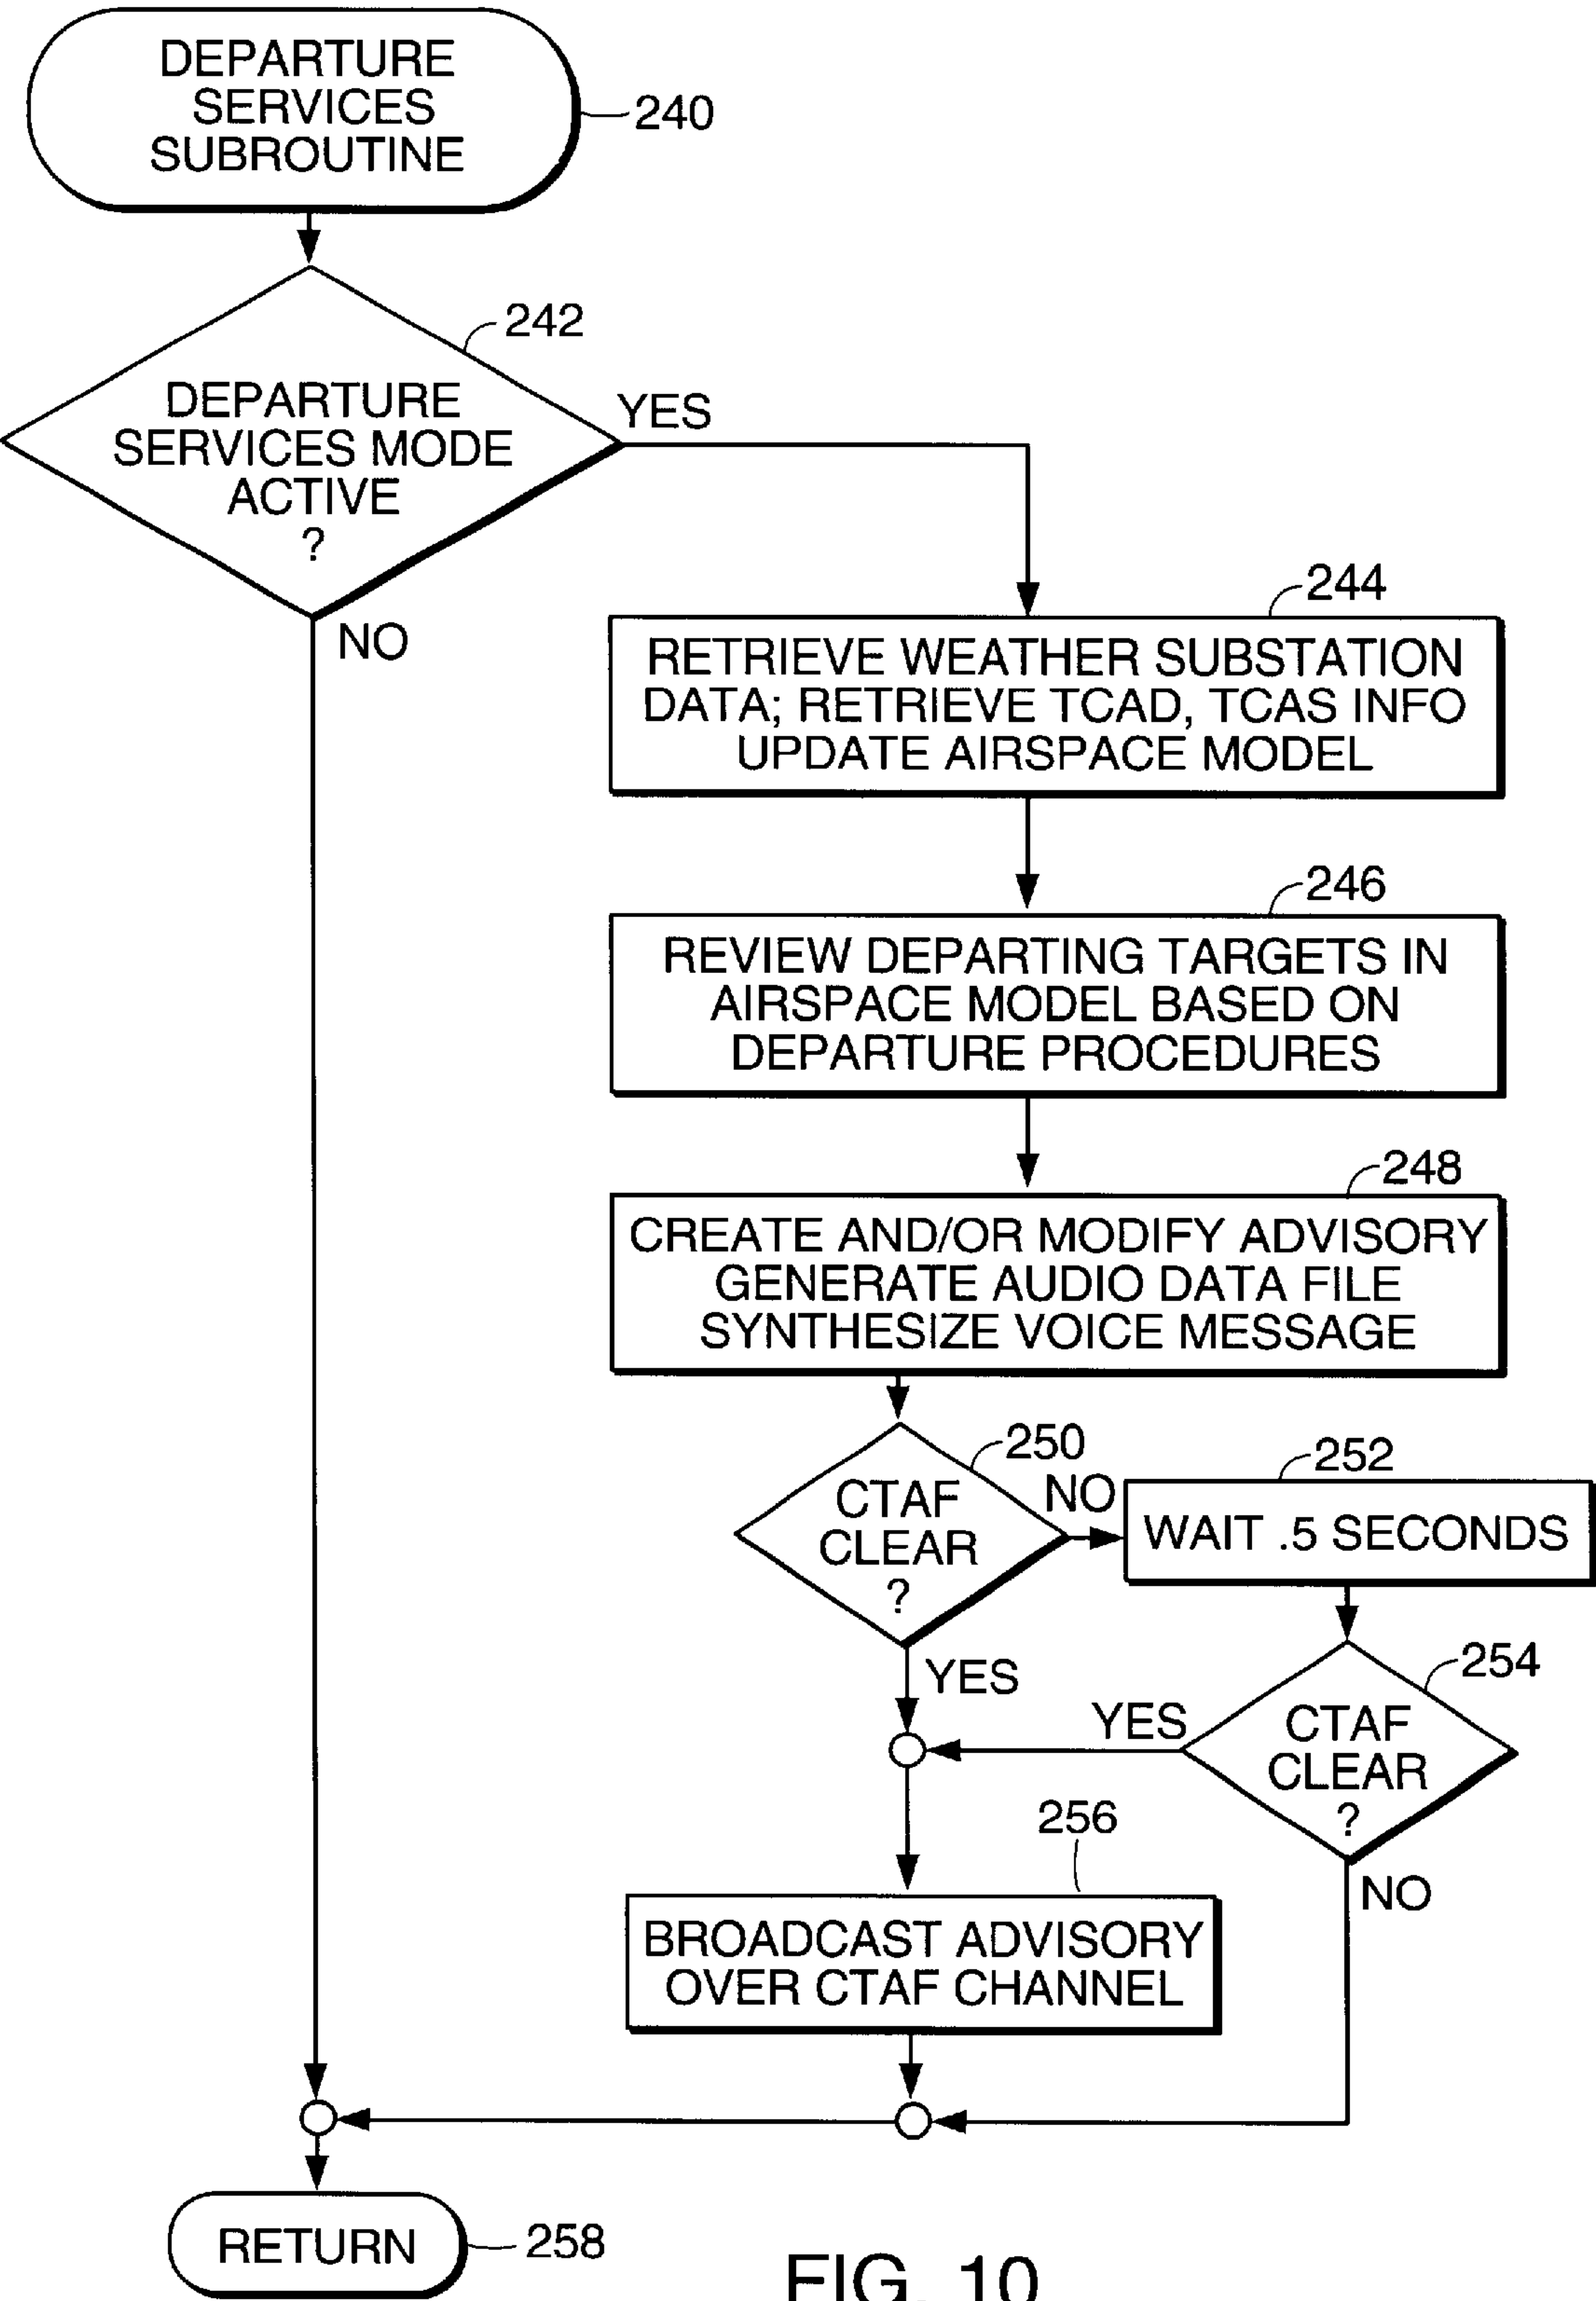 DEPARTURE
SERVICES
SUBROUTINE
240
242
DEPARTURE
SERVICES MODE
ACTIVE
?
YES
NO
244
RETRIEVE WEATHER SUBSTATION
DATA; RETRIEVE TCAD, TCAS INFO
UPDATE AIRSPACE MODEL
246
REVIEW DEPARTING TARGETS IN
AIRSPACE MODEL BASED ON
DEPARTURE PROCEDURES
248
CREATE AND/OR MODIFY ADVISORY
GENERATE AUDIO DATA FILE
SYNTHESIZE VOICE MESSAGE
250
CTAF
CLEAR
?
NO
252
WAIT .5 SECONDS
YES
254
CTAF
CLEAR
?
YES
NO
256
BROADCAST ADVISORY
OVER CTAF CHANNEL
RETURN
258
FIG. 10